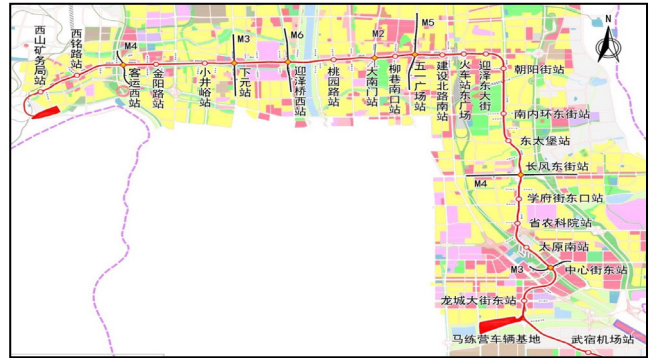 西山矿务局站
西铭路站
M4
客运西站
金阳路站
小井峪站
M3
下元站
M6
迎泽桥西站
桃园路站
M2
大南门站
柳巷南口站
M5
五一广场站
建设北路南站
火车站东广场
迎泽东大街
N
朝阳街站
南内环东街站
东太堡站
长风东街站
M4
学府街东口站
省农科院站
太原南站
M3
中心街东站
龙城大街东站
马练营车辆基地
武宿机场站